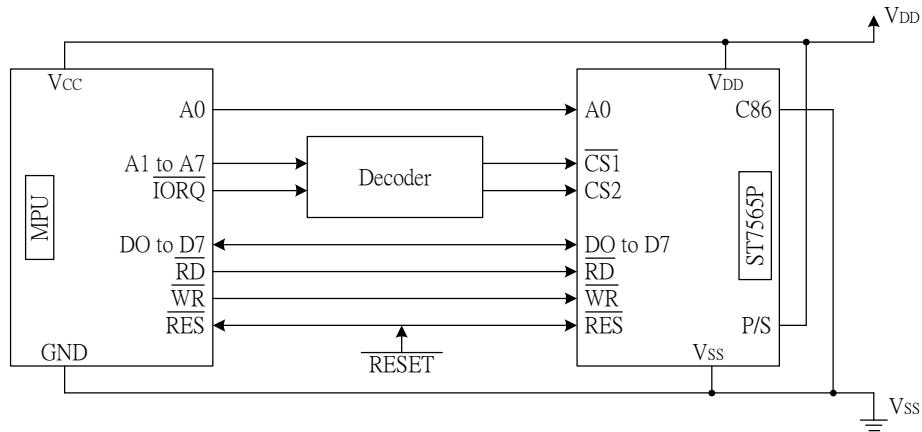 VDD
VCC
VDD
A0
A0
C86
A1 to A7
CS1
Decoder
IORQ
CS2
MPU
ST7565P
DO to D7
DO to D7
RD
RD
WR
WR
RES
RES
P/S
RESET
GND
VSS
VSS